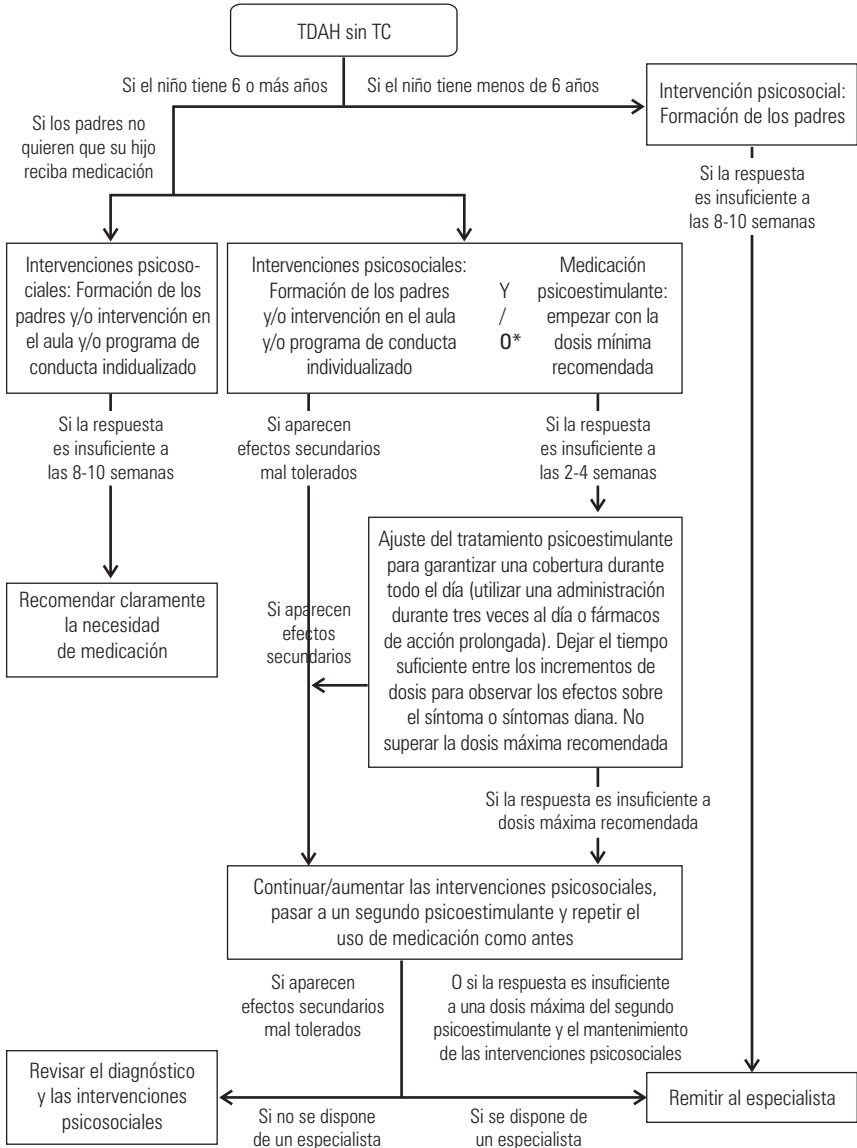 TDAH sin TC
Si el niño tiene 6 o más años
Si el niño tiene menos de 6 años
Intervención psicosocial:
Formación de los padres
Si los padres no
quieren que su hijo
reciba medicación
Si la respuesta
es insuficiente a
las 8-10 semanas
Intervenciones psicoso-
ciales: Formación de los
padres y/o intervención en
el aula y/o programa de
conducta indidualizado
Intervenciones psicosociales:
Formación de los padres
y/o intervención en el aula
y/o programa de conducta
individualizado
Y
/
O*
Medicación
psicoestimulante:
empezar con la
dosis mínima
recomendada
Si la respuesta
es insuficiente a
las 8-10 semanas
Si aparecen
efectos secundarios
mal tolerados
Si la respuesta
es insuficiente a
las 2-4 semanas
Recomendar claramente
la necesidad
de medicación
Si aparecen
efectos
secundarios
Ajuste del tratamiento psicoestimulante
para garantizar una cobertura durante
todo el día (utilizar una administración
durante tres veces al día o fármacos
de acción prolongada). Dejar el tiempo
suficiente entre los incrementos de
dosis para observar los efectos sobre
el síntoma o síntomas diana. No
superar la dosis máxima recomendada
Si la respuesta es insuficiente a
dosis máxima recomendada
Continuar/aumentar las intervenciones psicosociales,
pasar a un segundo psicoestimulante y repetir el
uso de medicación como antes
Si aparecen
efectos secundarios
mal tolerados
O si la respuesta es insuficiente
a una dosis máxima del segundo
psicoestimulante y el mantenimiento
de las intervenciones psicosociales
Revisar el diagnóstico
y las intervenciones
psicosociales
Si no se dispone
de un especialista
Si se dispone de
un especialista
Remitir al especialista